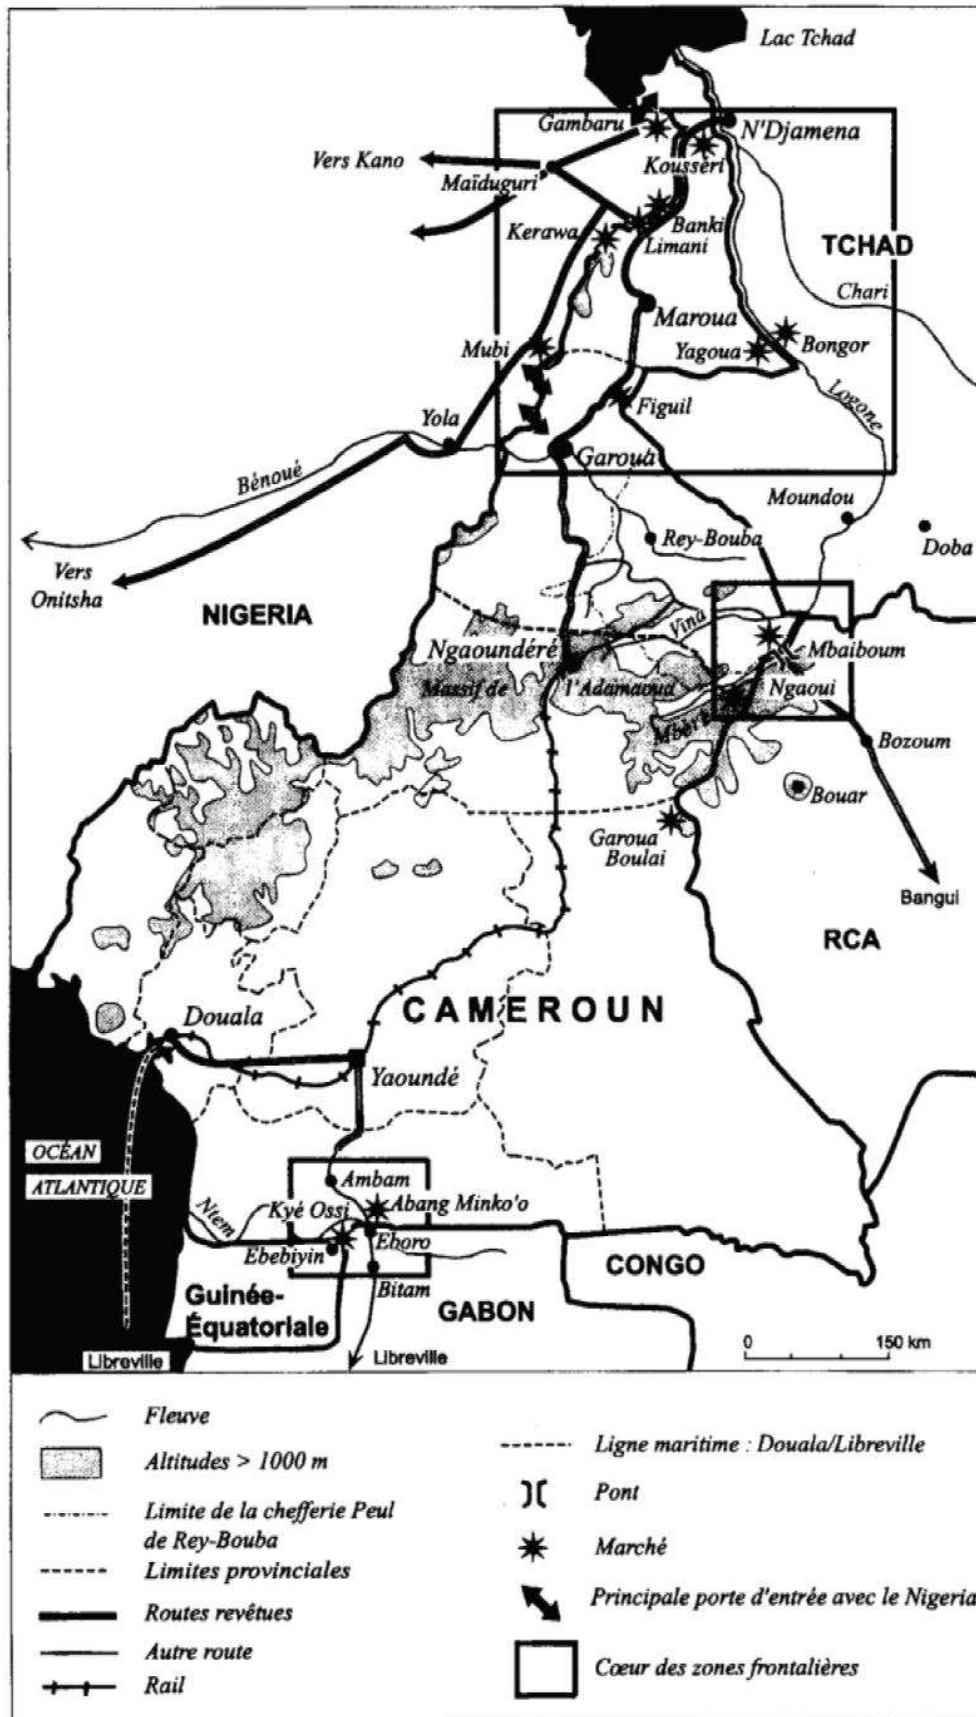 Lac Tchad
Gambaru
N'Djamena
Vers Kano
Kousséri
Maïduguri
Kerawa
Banki
Limani
TCHAD
Chari
Maroua
Mubi
Yagoua
Bongor
Figuil
Logone
Yola
Garoua
Bénoué
Moundou
Rey-Bouba
Doba
Vers
Onitsha
NIGERIA
Vina
Ngaoundéré
Mbaiboum
Massif de
l'Adamaoua
Ngaoui
Mbéré
Bozoum
Bouar
Garoua
Boulai
Bangui
RCA
CAMEROUN
Douala
Yaoundé
OCÉAN
ATLANTIQUE
Ambam
Ntem
Kyé Ossi
Abang Minko'o
Eboro
Ebebiyin
CONGO
Bitam
Guinée-
Équatoriale
GABON
0 150 km
Libreville
Libreville
Fleuve
Altitudes > 1000 m
Limite de la chefferie Peul
de Rey-Bouba
Limites provinciales
Routes revêtues
Autre route
Rail
Ligne maritime : Douala/Libreville
Pont
Marché
Principale porte d'entrée avec le Nigeria
Cœur des zones frontalières